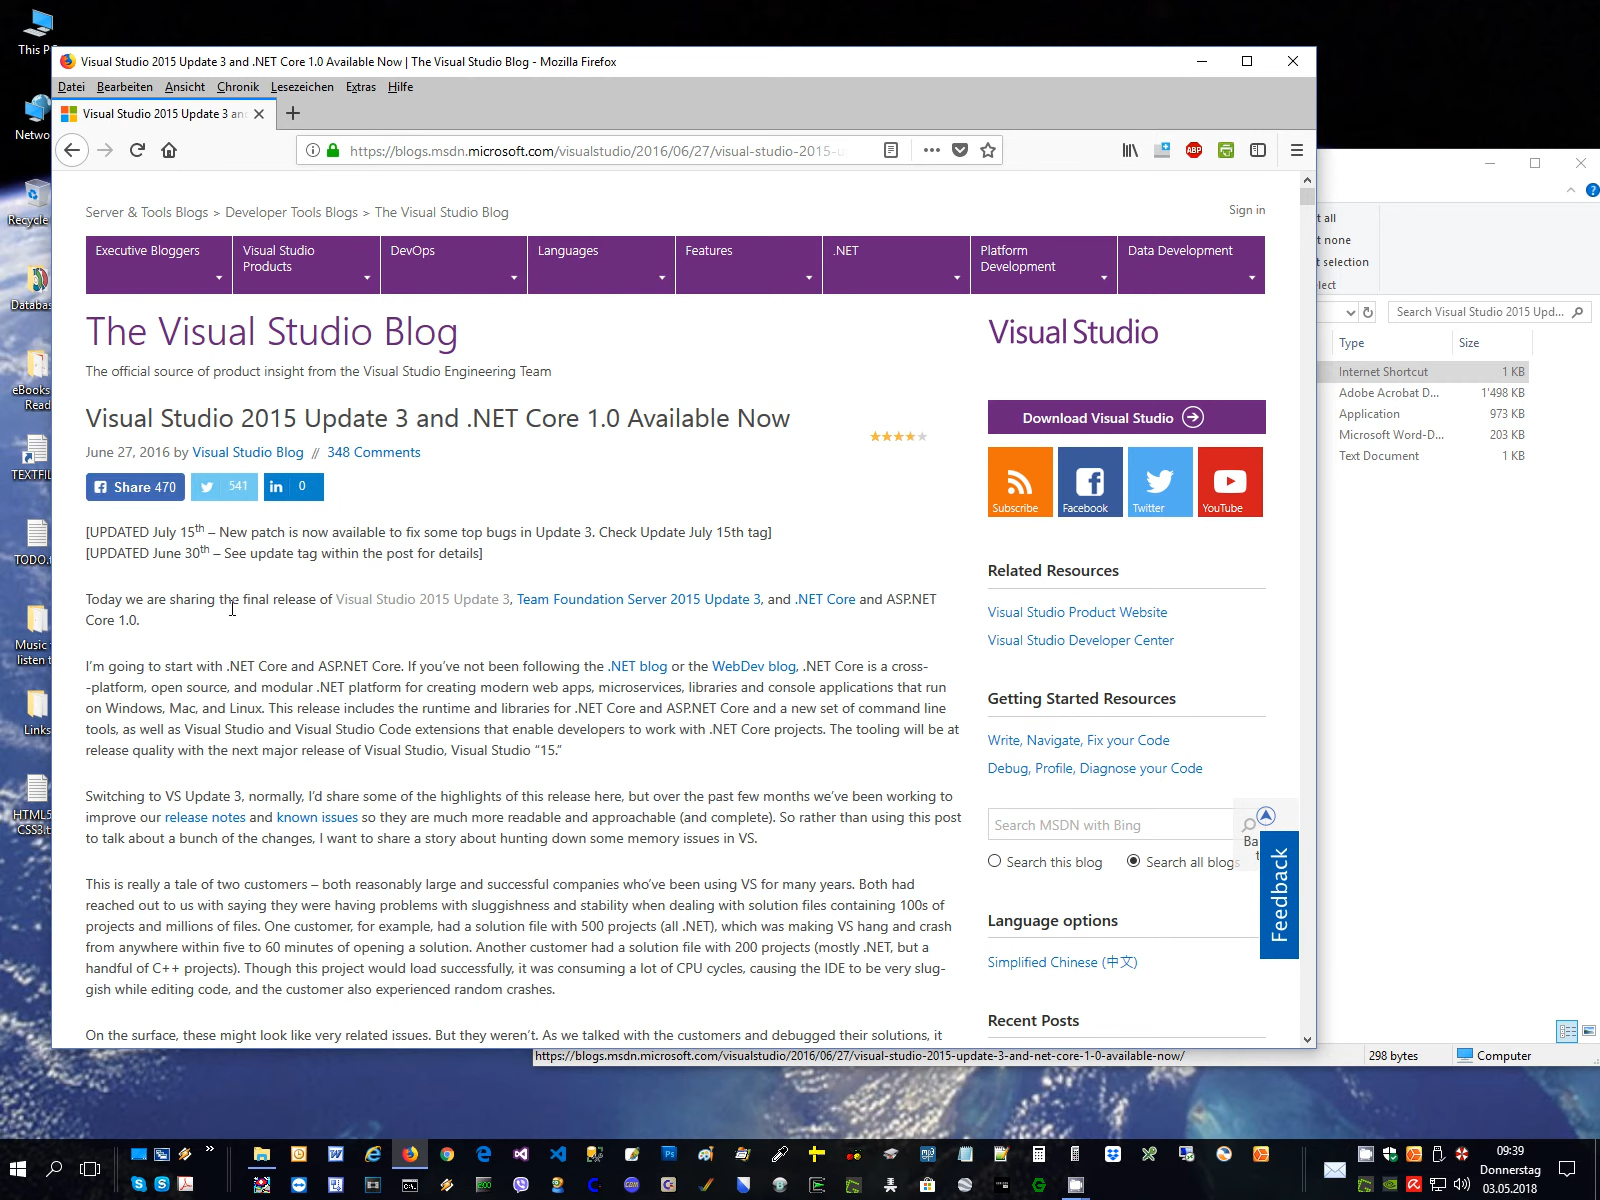 This P
Netwo
Recycle
Databas
eBooks
Read
TEXTFIL
TODO.t
Music
listen t
Links
HTML5
CSS3.t
Visual Studio 2015 Update 3 and .NET Core 1.0 Available Now | The Visual Studio Blog - Mozilla Firefox
Datei Bearbeiten Ansicht Chronik Lesezeichen Extras Hilfe
Visual Studio 2015 Update 3 an
https://blogs.msdn.microsoft.com/visualstudio/2016/06/27/visual-studio-2015-u
ABP
Server & Tools Blogs > Developer Tools Blogs > The Visual Studio Blog
Sign in
Executive Bloggers
Visual Studio
Products
DevOps
Languages
Features
.NET
Platform
Development
Data Development
The Visual Studio Blog
The official source of product insight from the Visual Studio Engineering Team
Visual Studio 2015 Update 3 and .NET Core 1.0 Available Now
June 27, 2016 by Visual Studio Blog // 348 Comments
Share 470
541
in 0
[UPDATED July 15th – New patch is now available to fix some top bugs in Update 3. Check Update July 15th tag]
[UPDATED June 30th – See update tag within the post for details]
Today we are sharing the final release of Visual Studio 2015 Update 3, Team Foundation Server 2015 Update 3, and .NET Core and ASP.NET
Core 1.0.
I'm going to start with .NET Core and ASP.NET Core. If you've not been following the .NET blog or the WebDev blog, .NET Core is a cross-
-platform, open source, and modular .NET platform for creating modern web apps, microservices, libraries and console applications that run
on Windows, Mac, and Linux. This release includes the runtime and libraries for .NET Core and ASP.NET Core and a new set of command line
tools, as well as Visual Studio and Visual Studio Code extensions that enable developers to work with .NET Core projects. The tooling will be at
release quality with the next major release of Visual Studio, Visual Studio “15.”
Switching to VS Update 3, normally, I'd share some of the highlights of this release here, but over the past few months we've been working to
improve our release notes and known issues so they are much more readable and approachable (and complete). So rather than using this post
to talk about a bunch of the changes, I want to share a story about hunting down some memory issues in VS.
This is really a tale of two customers – both reasonably large and successful companies who've been using VS for many years. Both had
reached out to us with saying they were having problems with sluggishness and stability when dealing with solution files containing 100s of
projects and millions of files. One customer, for example, had a solution file with 500 projects (all .NET), which was making VS hang and crash
from anywhere within five to 60 minutes of opening a solution. Another customer had a solution file with 200 projects (mostly .NET, but a
handful of C++ projects). Though this project would load successfully, it was consuming a lot of CPU cycles, causing the IDE to be very slug-
gish while editing code, and the customer also experienced random crashes.
On the surface, these might look like very related issues. But they weren't. As we talked with the customers and debugged their solutions, it
Visual Studio
Download Visual Studio
Subscribe
Facebook
Twitter
YouTube
Related Resources
Visual Studio Product Website
Visual Studio Developer Center
Getting Started Resources
Write, Navigate, Fix your Code
Debug, Profile, Diagnose your Code
Search MSDN with Bing
Ba
t
Search this blog
Search all blogs
Feedback
Language options
Simplified Chinese (中文)
Recent Posts
t all
t none
t selection
lect
Search Visual Studio 2015 Upd...
Type Size
Internet Shortcut 1 KB
Adobe Acrobat D... 1'498 KB
Application 973 KB
Microsoft Word-D... 203 KB
Text Document 1 KB
https://blogs.msdn.microsoft.com/visualstudio/2016/06/27/visual-studio-2015-update-3-and-net-core-1-0-available-now/
298 bytes
Computer
09:39
Donnerstag
03.05.2018